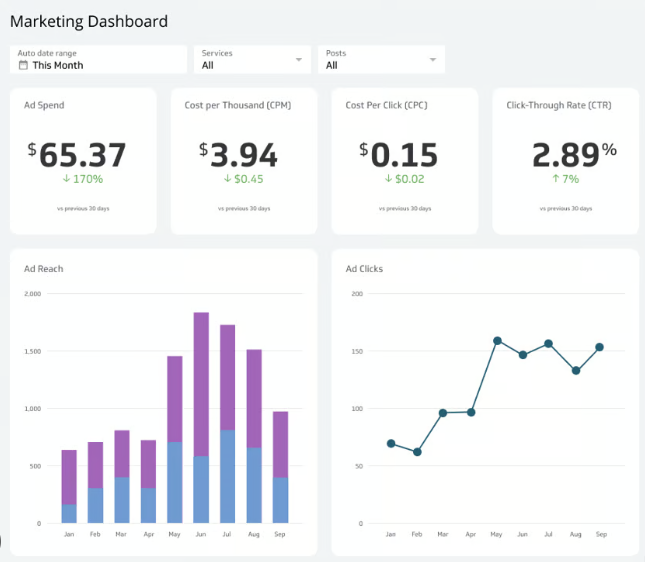 Marketing Dashboard
Auto date range
This Month
Services
All
Posts
All
Ad Spend
$65.37
↓ 170%
vs previous 30 days
Cost per Thousand (CPM)
$3.94
↓ $0.45
vs previous 30 days
Cost Per Click (CPC)
$0.15
↓ $0.02
vs previous 30 days
Click-Through Rate (CTR)
2.89%
↑ 7%
vs previous 30 days
Ad Reach
2,000
1,500
1,000
500
0
Jan Feb Mar Apr May Jun Jul Aug Sep
Ad Clicks
200
150
100
50
0
Jan Feb Mar Apr May Jun Jul Aug Sep